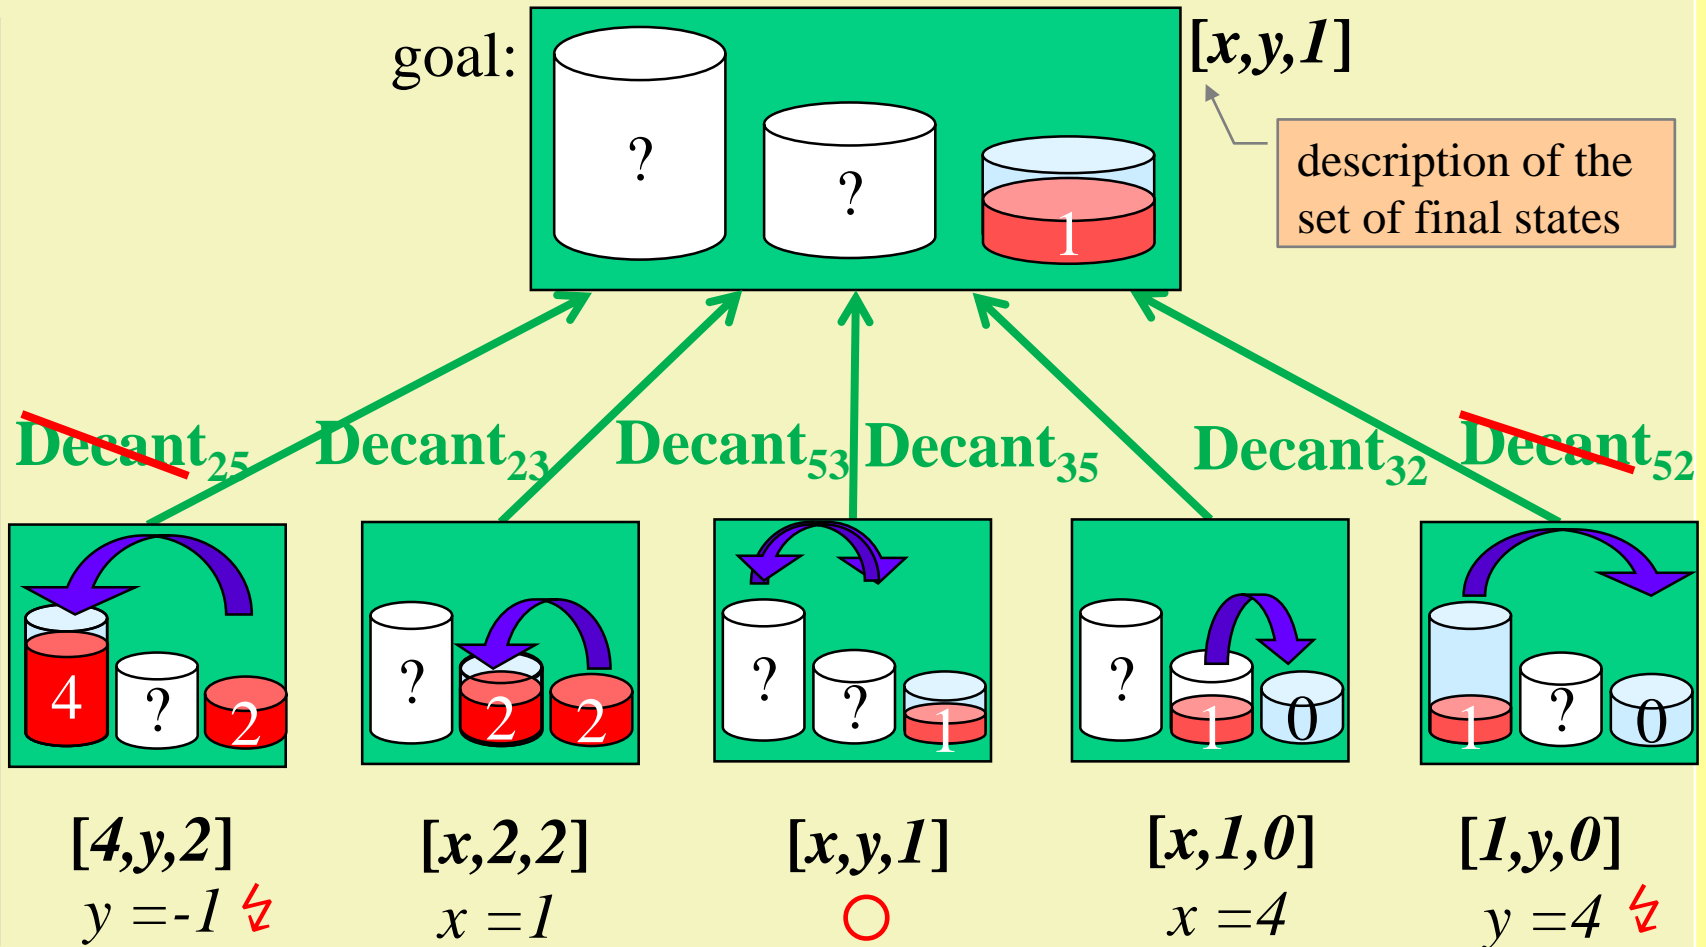 goal:
[x,y,1]
?
?
1
description of the
set of final states
Decant25
Decant23
Decant53
Decant35
Decant32
Decant52
4
?
2
?
2
2
?
?
1
?
1
0
1
?
0
[4,y,2]
[x,2,2]
[x,y,1]
[x,1,0]
[1,y,0]
y =-1
x =1
x =4
y =4